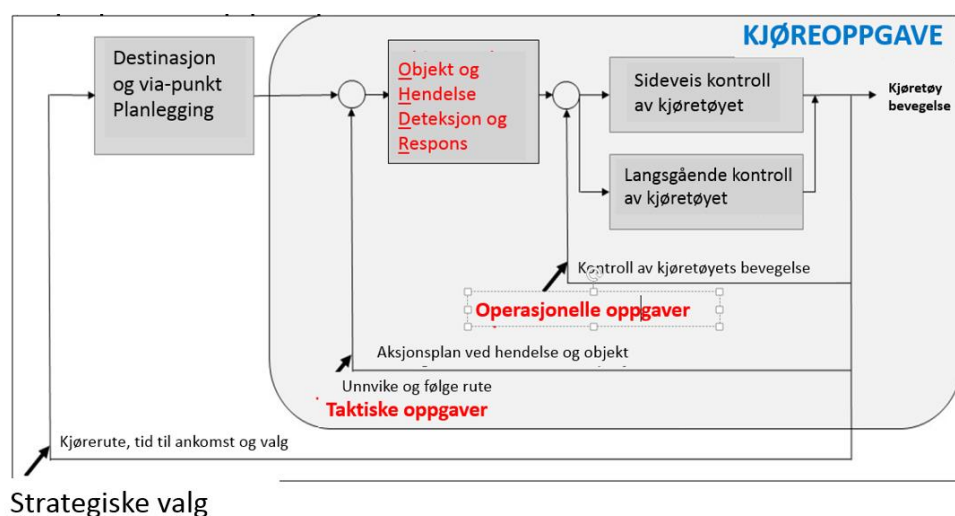 KJØREOPPGAVE
Destinasjon
og via-punkt
Planlegging
Objekt og
Hendelse
Deteksjon og
Respons
Sideveis kontroll
av kjøretøyet
Kjøretøy
bevegelse
Langsgående kontroll
av kjøretøyet
Kontroll av kjøretøyets bevegelse
Operasjonelle oppgaver
Aksjonsplan ved hendelse og objekt
Unnvike og følge rute
Taktiske oppgaver
Kjørerute, tid til ankomst og valg
Strategiske valg